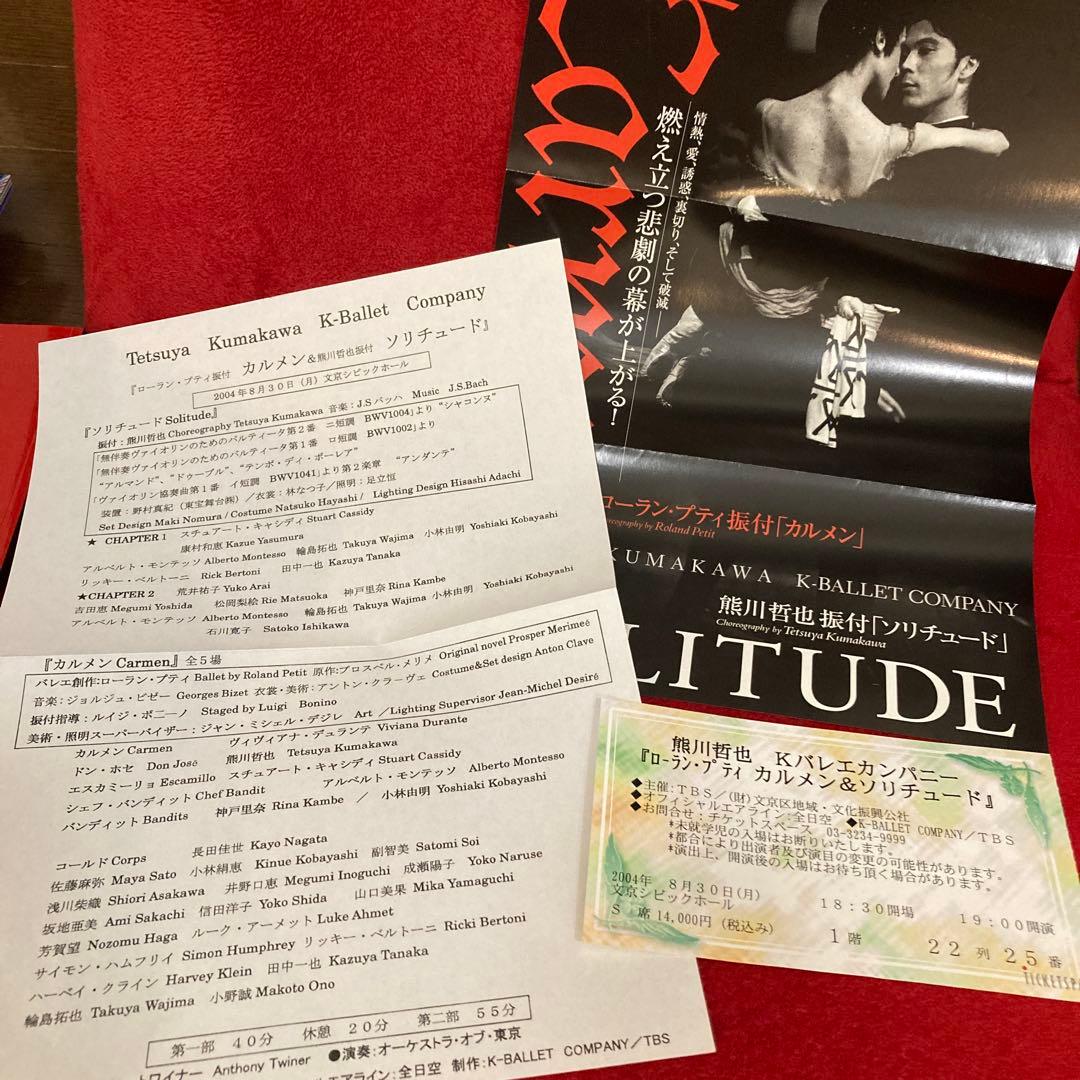 Tetsuya Kumakawa K-Ballet Company
『ローラン・プティ振付 カルメン&熊川哲也振付 ソリチュード』
2004年8月30日(月)文京シビックホール
『ソリチュード Solitude』
振付：熊川哲也 Choreography Tetsuya Kumakawa 音楽：J.Sバッハ Music J.S.Bach
「無伴奏ヴァイオリンのためのパルティータ第2番 ニ短調 BWV1004」より “シャコンヌ”
「無伴奏ヴァイオリンのためのパルティータ第1番 ロ短調 BWV1002」より
“アルマンド”、“ドゥーブル”、“テンポ・ディ・ボーレア”
「ヴァイオリン協奏曲第1番 イ短調 BWV1041」より第2楽章 “アンダンテ”
装置：野村真紀（東宝舞台㈱）／衣裳：林なつ子／照明：足立恒
Set Design Maki Nomura / Costume Natsuko Hayashi / Lighting Design Hisashi Adachi
★ CHAPTER 1 スチュアート・キャシディ Stuart Cassidy
康村和恵 Kazue Yasumura
アルベルト・モンテッソ Alberto Montesso 輪島拓也 Takuya Wajima 小林由明 Yoshiaki Kobayashi
リッキー・ベルトーニ Rick Bertoni 田中一也 Kazuya Tanaka
★CHAPTER 2 荒井祐子 Yuko Arai
吉田恵 Megumi Yoshida 松岡梨絵 Rie Matsuoka 神戸里奈 Rina Kambe
アルベルト・モンテッソ Alberto Montesso 輪島拓也 Takuya Wajima 小林由明 Yoshiaki Kobayashi
石川寛子 Satoko Ishikawa
『カルメン Carmen』全5場
バレエ創作:ローラン・プティ Ballet by Roland Petit 原作:プロスペル・メリメ Original novel Prosper Merimeé
音楽：ジョルジュ・ビゼー Georges Bizet 衣裳・美術：アントン・クラーヴェ Costume&Set design Anton Clave
振付指導：ルイジ・ボニーノ Staged by Luigi Bonino
美術・照明スーパーバイザー：ジャン・ミシェル・デジレ Art /Lighting Supervisor Jean-Michel Desiré
カルメン Carmen ヴィヴィアナ・デュランテ Viviana Durante
ドン・ホセ Don José 熊川哲也 Tetsuya Kumakawa
エスカミーリョ Escamillo スチュアート・キャシディ Stuart Cassidy
シェフ・バンディット Chef Bandit アルベルト・モンテッソ Alberto Montesso
バンディット Bandits 神戸里奈 Rina Kambe ／ 小林由明 Yoshiaki Kobayashi
コールド Corps 長田佳世 Kayo Nagata
佐藤麻弥 Maya Sato 小林絹恵 Kinue Kobayashi 副智美 Satomi Soi
浅川柴織 Shiori Asakawa 井野口恵 Megumi Inoguchi 成瀬陽子 Yoko Naruse
坂地亜美 Ami Sakachi 信田洋子 Yoko Shida 山口美果 Mika Yamaguchi
芳賀望 Nozomu Haga ルーク・アーメット Luke Ahmet
サイモン・ハムフリイ Simon Humphrey リッキー・ベルトーニ Ricki Bertoni
ハーベイ・クライン Harvey Klein 田中一也 Kazuya Tanaka
輪島拓也 Takuya Wajima 小野誠 Makoto Ono
第一部 40分 休憩 20分 第二部 55分
トワイナー Anthony Twiner ●演奏：オーケストラ・オブ・東京
ルエアライン：全日空 制作：K-BALLET COMPANY／TBS
情熱、愛、誘惑、裏切り、そして破滅
燃え立つ悲劇の幕が上がる！
ローラン・プティ振付「カルメン」
Choreography by Roland Petit
KUMAKAWA K-BALLET COMPANY
熊川哲也 振付「ソリチュード」
Choreography by Tetsuya Kumakawa
LITUDE
熊川哲也 Kバレエカンパニー
『ローラン・プティ カルメン＆ソリチュード』
◆主催：TBS／(財)文京区地域・文化振興公社
◆オフィシャルエアライン：全日空 ◆K-BALLET COMPANY／TBS
◆お問合せ：チケットスペース 03-3234-9999
＊未就学児の入場はお断りいたします。
＊都合により出演者及び演目の変更の可能性があります。
＊演出上、開演後の入場はお待ち頂く場合があります。
2004年 8月30日(月)
文京シビックホール 18：30開場 19：00開演
S 席 14,000円（税込み） 1階 22列 25番
TICKETSPA